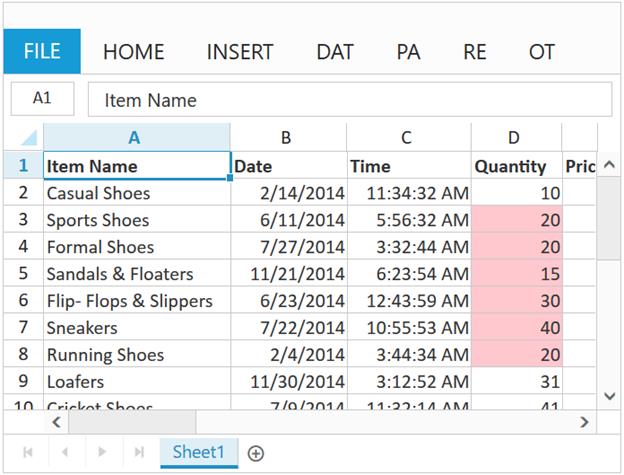 FILE HOME INSERT DAT PA RE OT
A1 Item Name
A B C D
1 Item Name Date Time Quantity Pric
2 Casual Shoes 2/14/2014 11:34:32 AM 10
3 Sports Shoes 6/11/2014 5:56:32 AM 20
4 Formal Shoes 7/27/2014 3:32:44 AM 20
5 Sandals & Floaters 11/21/2014 6:23:54 AM 15
6 Flip- Flops & Slippers 6/23/2014 12:43:59 AM 30
7 Sneakers 7/22/2014 10:55:53 AM 40
8 Running Shoes 2/4/2014 3:44:34 AM 20
9 Loafers 11/30/2014 3:12:52 AM 31
10 Cricket Shoes 7/9/2014 11:32:14 AM 41
Sheet1